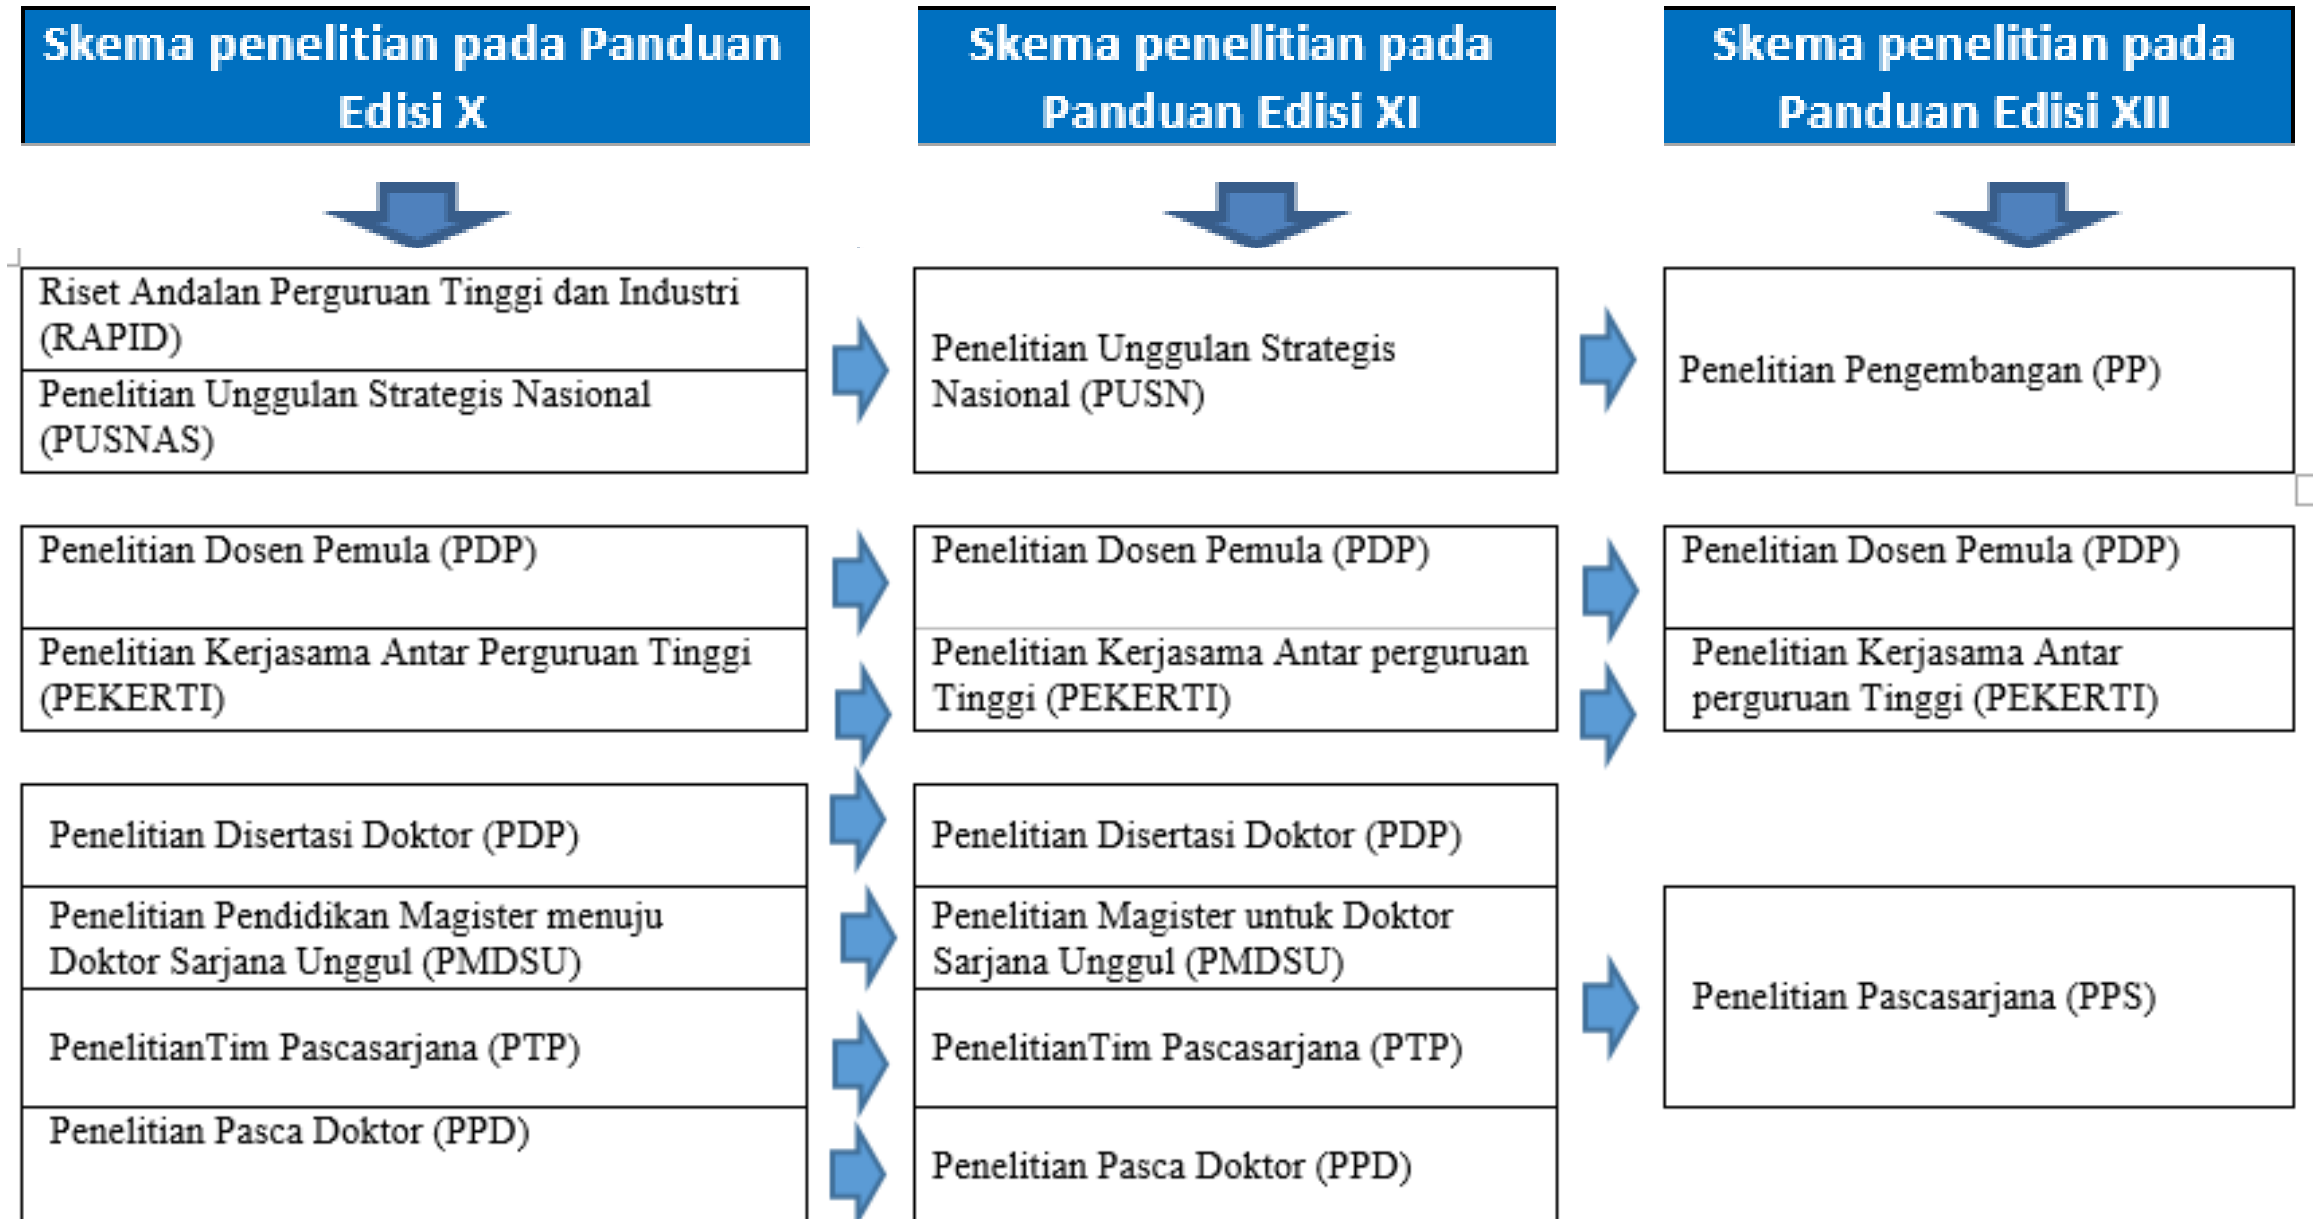 Skema penelitian pada Panduan
Edisi X
Skema penelitian pada
Panduan Edisi XI
Skema penelitian pada
Panduan Edisi XII
Riset Andalan Perguruan Tinggi dan Industri
(RAPID)
Penelitian Unggulan Strategis Nasional
(PUSNAS)
Penelitian Unggulan Strategis
Nasional (PUSN)
Penelitian Pengembangan (PP)
Penelitian Dosen Pemula (PDP)
Penelitian Dosen Pemula (PDP)
Penelitian Dosen Pemula (PDP)
Penelitian Kerjasama Antar Perguruan Tinggi
(PEKERTI)
Penelitian Kerjasama Antar perguruan
Tinggi (PEKERTI)
Penelitian Kerjasama Antar
perguruan Tinggi (PEKERTI)
Penelitian Disertasi Doktor (PDP)
Penelitian Disertasi Doktor (PDP)
Penelitian Pendidikan Magister menuju
Doktor Sarjana Unggul (PMDSU)
Penelitian Magister untuk Doktor
Sarjana Unggul (PMDSU)
PenelitianTim Pascasarjana (PTP)
PenelitianTim Pascasarjana (PTP)
Penelitian Pascasarjana (PPS)
Penelitian Pasca Doktor (PPD)
Penelitian Pasca Doktor (PPD)